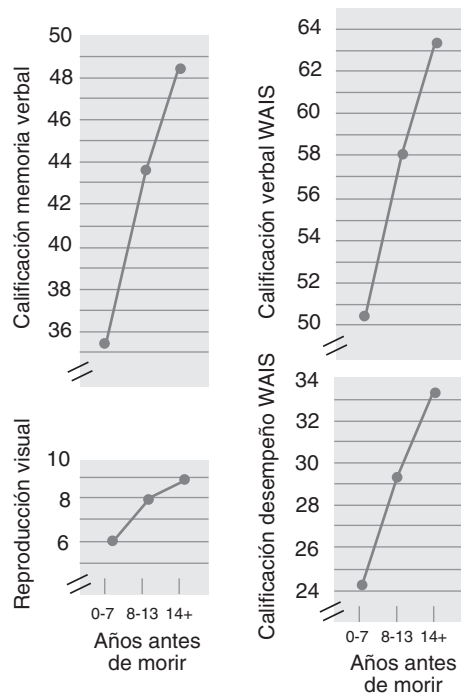 Calificación memoria verbal
50
48
44
42
40
38
36
Calificación verbal WAIS
64
62
60
58
56
54
52
50
Reproducción visual
10
8
6
0-7 8-13 14+
Años antes
de morir
Calificación desempeño WAIS
34
32
30
28
26
24
0-7 8-13 14+
Años antes
de morir